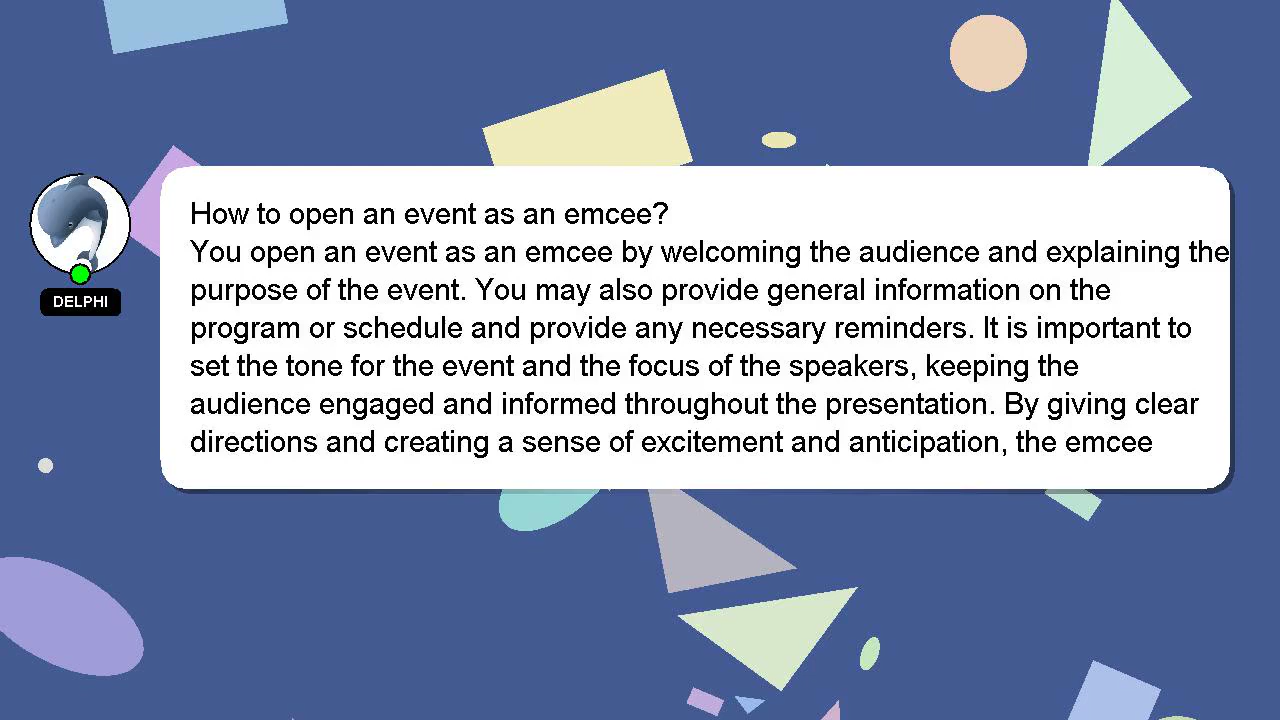 How to open an event as an emcee?
You open an event as an emcee by welcoming the audience and explaining the
purpose of the event. You may also provide general information on the
program or schedule and provide any necessary reminders. It is important to
set the tone for the event and the focus of the speakers, keeping the
audience engaged and informed throughout the presentation. By giving clear
directions and creating a sense of excitement and anticipation, the emcee
DELPHI